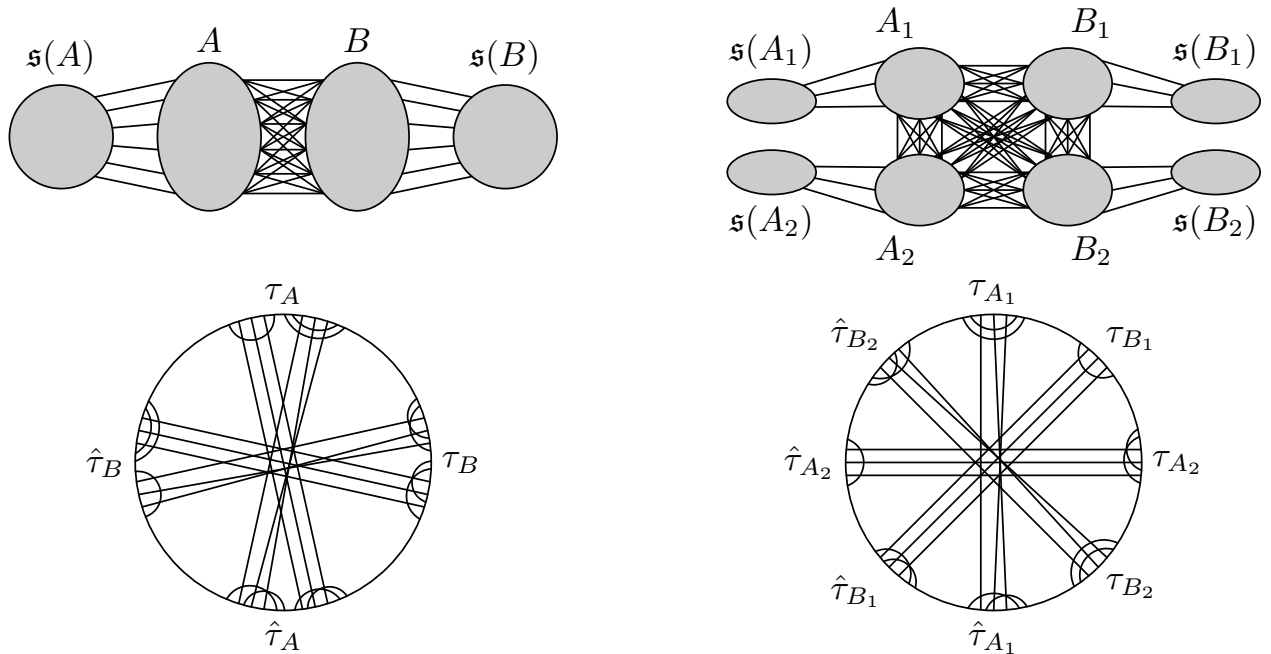 𝔰(A) A B 𝔰(B)
A₁ B₁
𝔰(A₁) 𝔰(B₁)
𝔰(A₂) 𝔰(B₂)
A₂ B₂
τ_A
τ̂_B τ_B
τ̂_A
τ_{A₁}
τ̂_{B₂} τ_{B₁}
τ̂_{A₂} τ_{A₂}
τ̂_{B₁} τ_{B₂}
τ̂_{A₁}